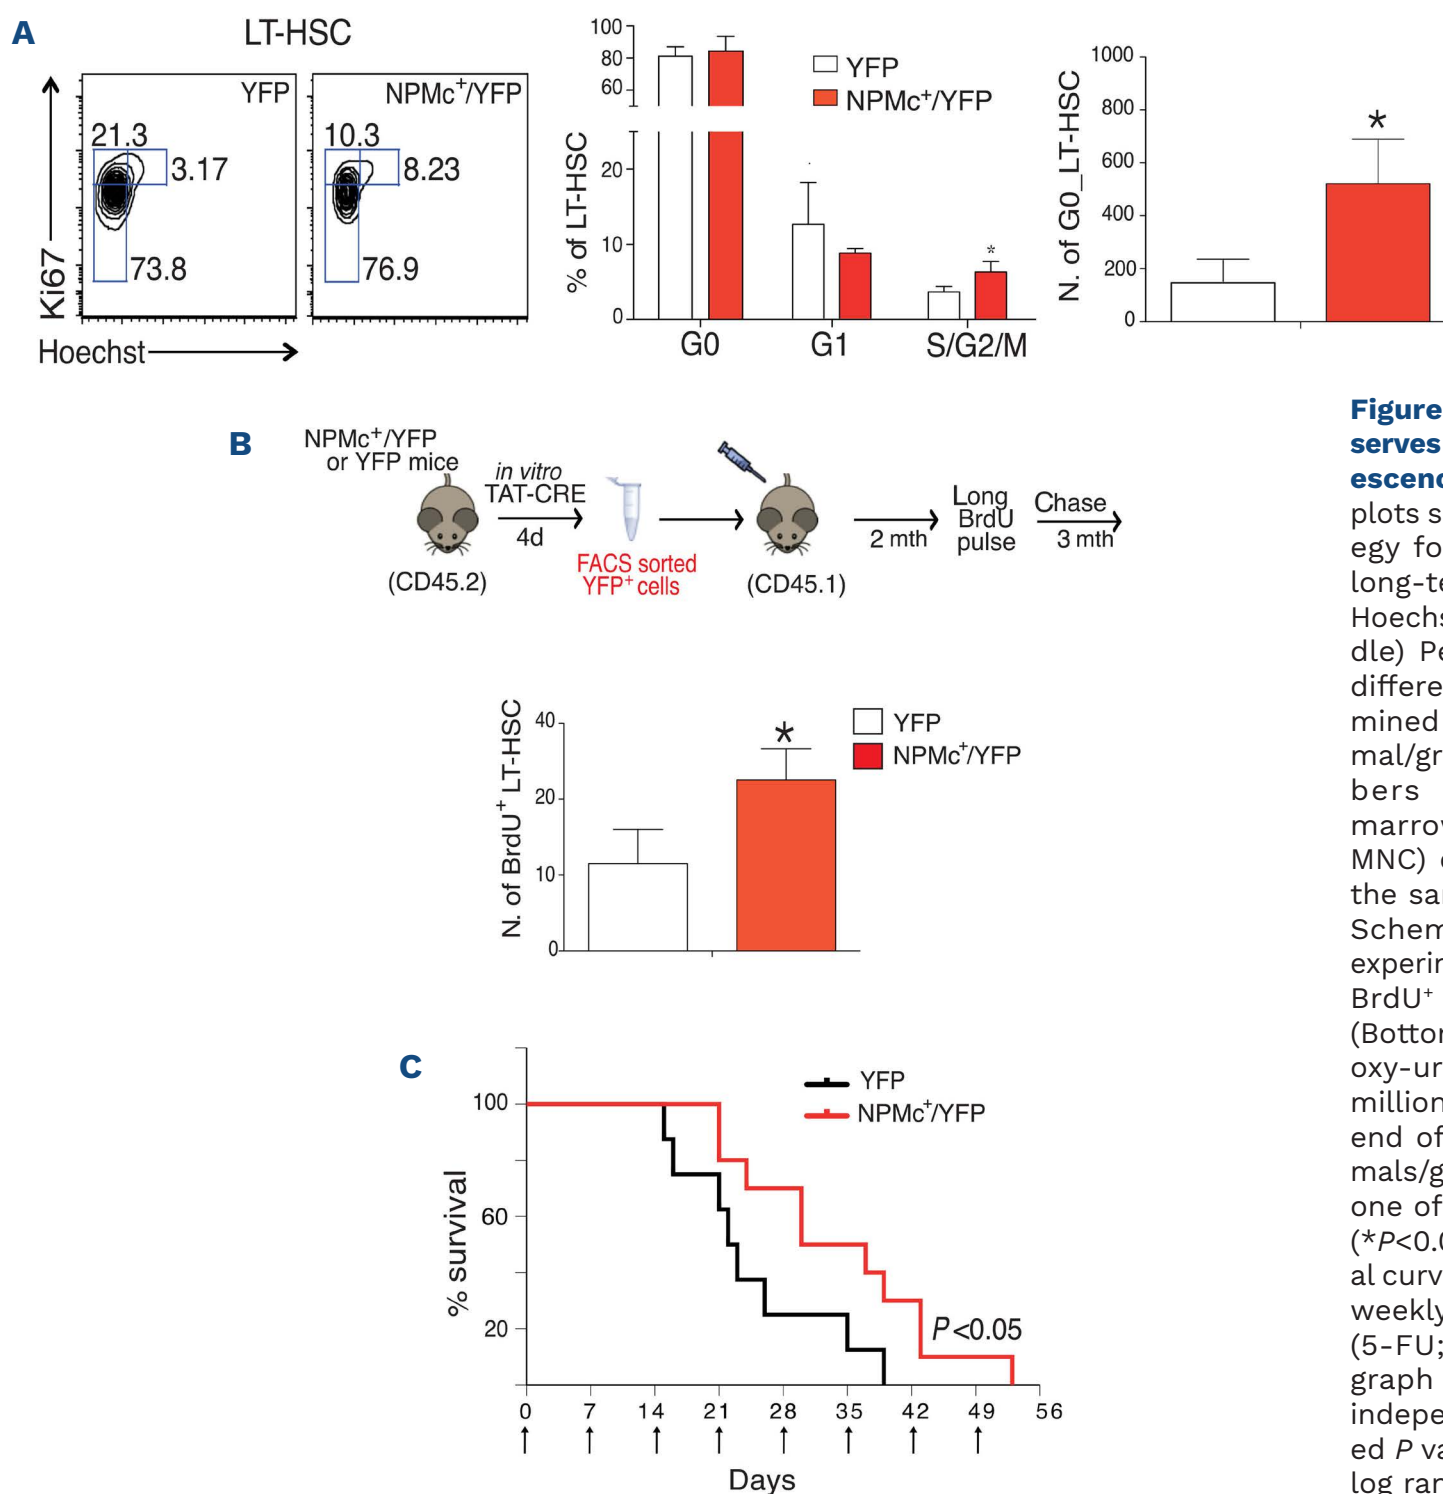 A
LT-HSC
YFP
NPMc+/YFP
21.3
3.17
73.8
10.3
8.23
76.9
Ki67
Hoechst
% of LT-HSC
100
80
60
20
10
0
G0
G1
S/G2/M
*
YFP
NPMc+/YFP
N. of G0_LT-HSC
1000
800
600
400
200
0
*
B
NPMc+/YFP
or YFP mice
(CD45.2)
in vitro
TAT-CRE
4d
FACS sorted
YFP+ cells
(CD45.1)
2 mth
Long
BrdU
pulse
Chase
3 mth
N. of BrdU+ LT-HSC
40
20
10
0
*
YFP
NPMc+/YFP
C
% survival
100
60
20
YFP
NPMc+/YFP
P<0.05
0 7 14 21 28 35 42 49 56
Days
Figure
serves
escenc
plots s
egy fo
long-te
Hoechs
dle) Pe
differe
mined
mal/gr
bers
marrow
MNC) e
the sar
Schem
experin
BrdU+
(Bottor
oxy-ur
million
end of
mals/g
one of
(*P<0.0
al curv
weekly
(5-FU;
graph
indepe
ed P va
log ran